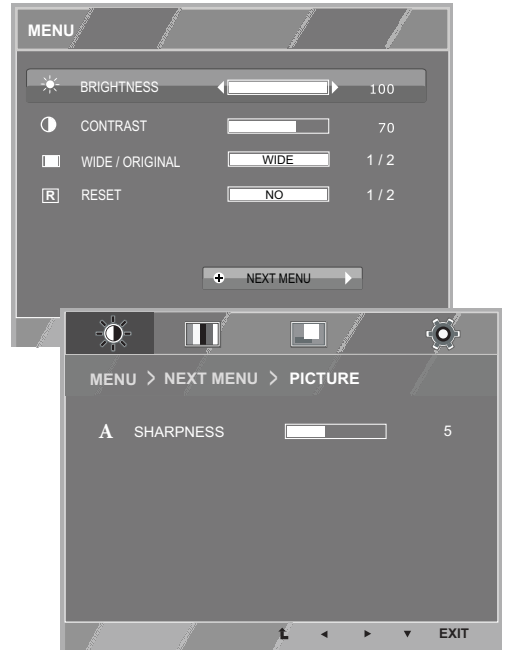 MENU
BRIGHTNESS 100
CONTRAST 70
WIDE / ORIGINAL WIDE 1 / 2
R RESET NO 1 / 2
NEXT MENU
MENU > NEXT MENU > PICTURE
A SHARPNESS 5
EXIT